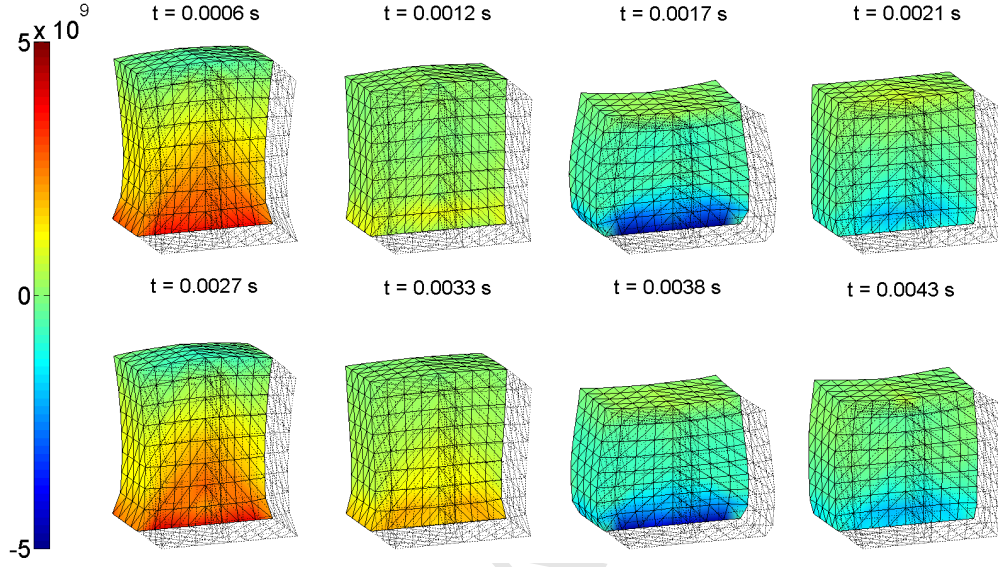 t = 0.0006 s
t = 0.0012 s
t = 0.0017 s
t = 0.0021 s
5 x 10^9
0
-5
t = 0.0027 s
t = 0.0033 s
t = 0.0038 s
t = 0.0043 s